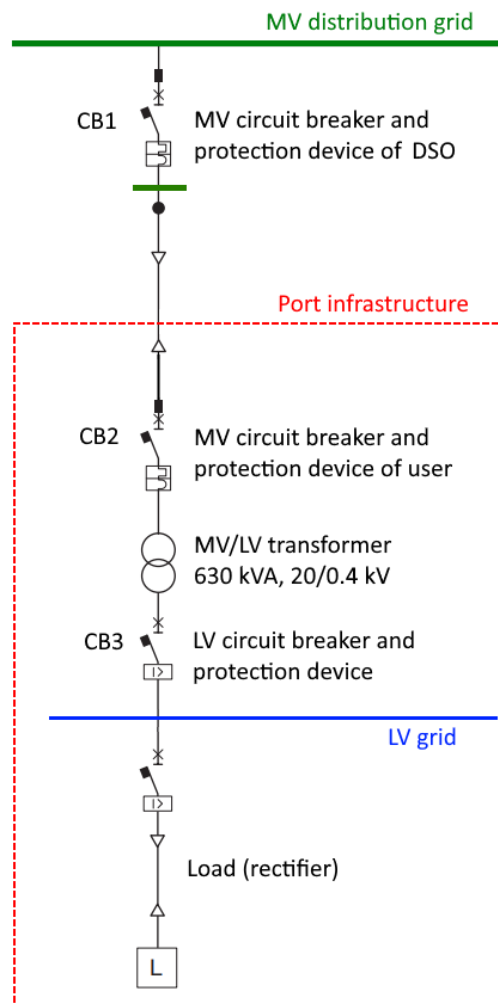 MV distribution grid
CB1
MV circuit breaker and
protection device of DSO
Port infrastructure
CB2
MV circuit breaker and
protection device of user
MV/LV transformer
630 kVA, 20/0.4 kV
CB3
LV circuit breaker and
protection device
I>
LV grid
I>
Load (rectifier)
L